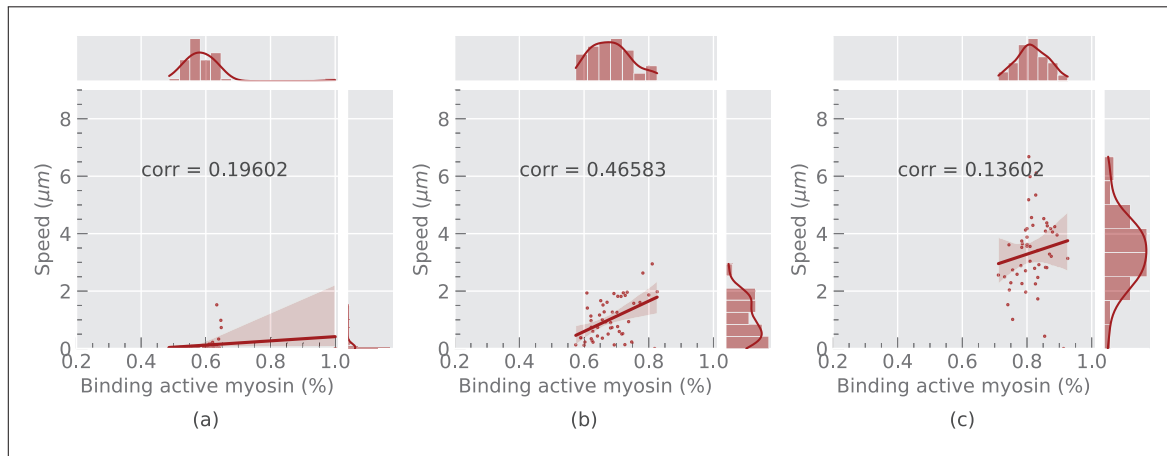 corr = 0.19602
Speed (μm)
8
6
4
2
0
0.2 0.4 0.6 0.8 1.0
Binding active myosin (%)
(a)
corr = 0.46583
Speed (μm)
8
6
4
2
0
0.2 0.4 0.6 0.8 1.0
Binding active myosin (%)
(b)
corr = 0.13602
Speed (μm)
8
6
4
2
0
0.2 0.4 0.6 0.8 1.0
Binding active myosin (%)
(c)